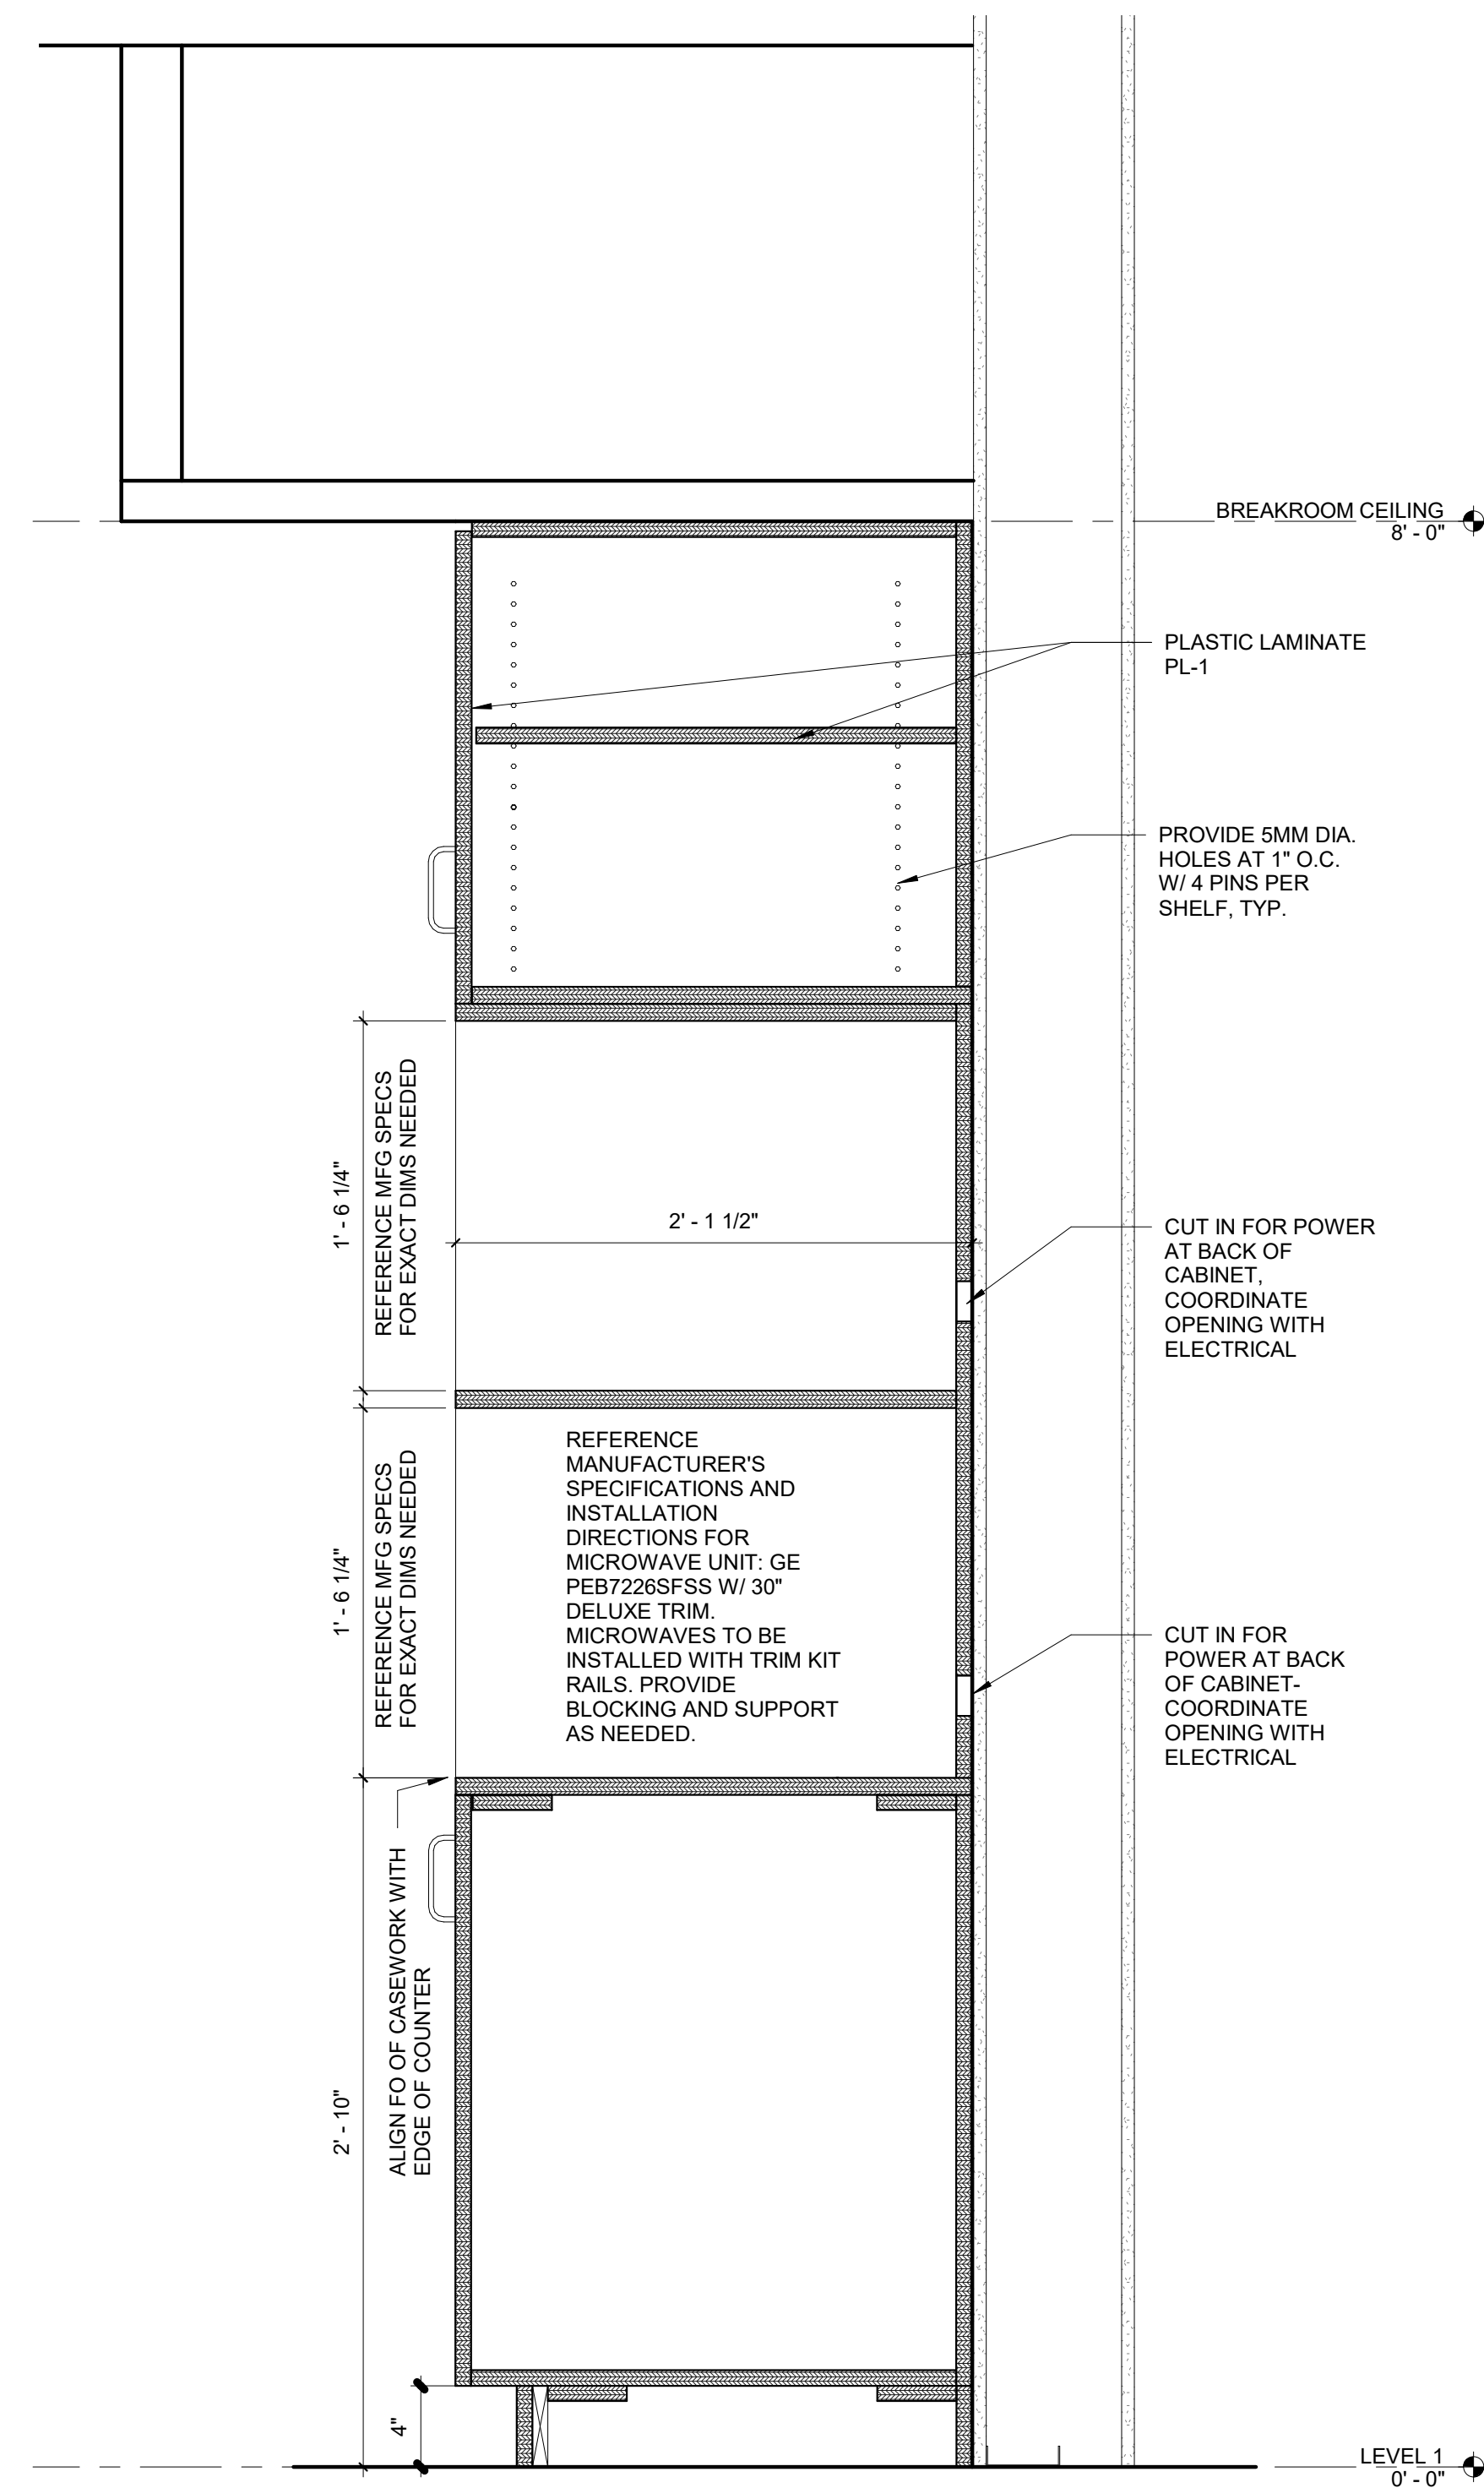 BREAKROOM CEILING
8' - 0"
PLASTIC LAMINATE
PL-1
PROVIDE 5MM DIA.
HOLES AT 1" O.C.
W/ 4 PINS PER
SHELF, TYP.
1' - 6 1/4"
REFERENCE MFG SPECS
FOR EXACT DIMS NEEDED
2' - 1 1/2"
CUT IN FOR POWER
AT BACK OF
CABINET,
COORDINATE
OPENING WITH
ELECTRICAL
1' - 6 1/4"
REFERENCE MFG SPECS
FOR EXACT DIMS NEEDED
REFERENCE
MANUFACTURER'S
SPECIFICATIONS AND
INSTALLATION
DIRECTIONS FOR
MICROWAVE UNIT: GE
PEB7226SFSS W/ 30"
DELUXE TRIM.
MICROWAVES TO BE
INSTALLED WITH TRIM KIT
RAILS. PROVIDE
BLOCKING AND SUPPORT
AS NEEDED.
CUT IN FOR
POWER AT BACK
OF CABINET-
COORDINATE
OPENING WITH
ELECTRICAL
2' - 10"
ALIGN FO OF CASEWORK WITH
EDGE OF COUNTER
4"
LEVEL 1
0' - 0"